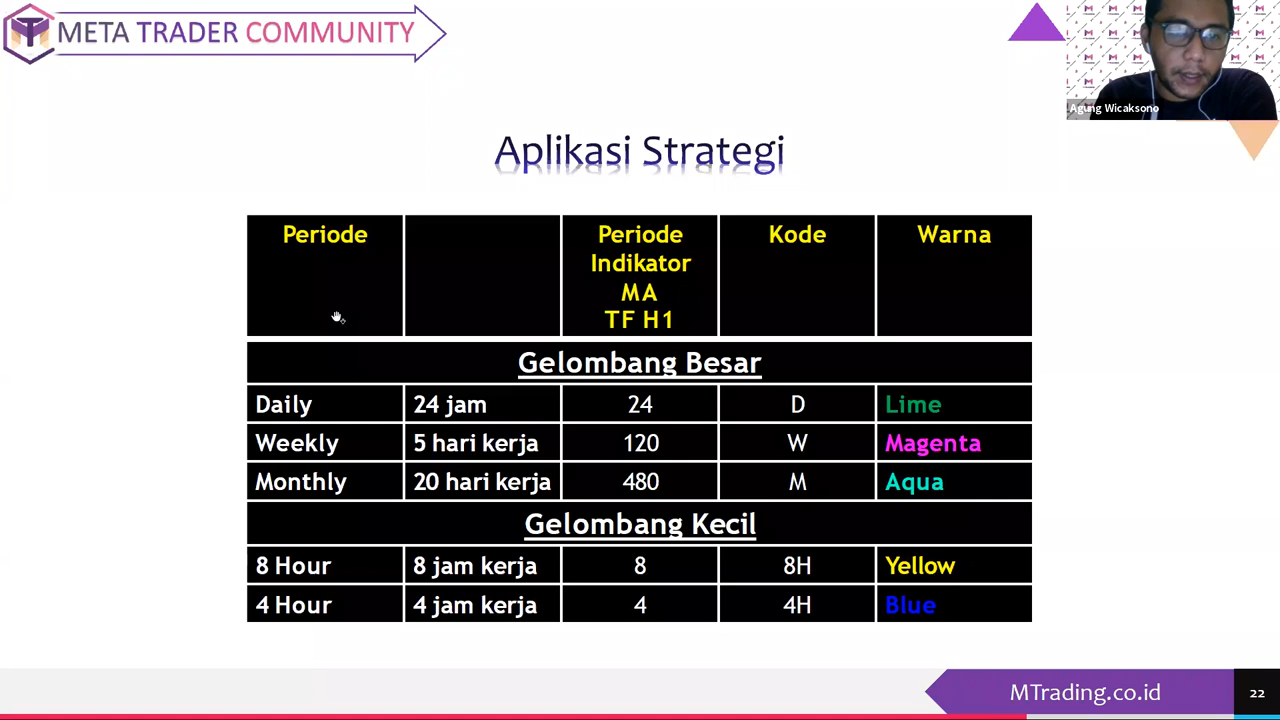 META TRADER COMMUNITY
Agung Wicaksono
Aplikasi Strategi
Periode
Periode
Indikator
MA
TF H1
Kode
Warna
Gelombang Besar
Daily 24 jam 24 D Lime
Weekly 5 hari kerja 120 W Magenta
Monthly 20 hari kerja 480 M Aqua
Gelombang Kecil
8 Hour 8 jam kerja 8 8H Yellow
4 Hour 4 jam kerja 4 4H Blue
MTrading.co.id
22